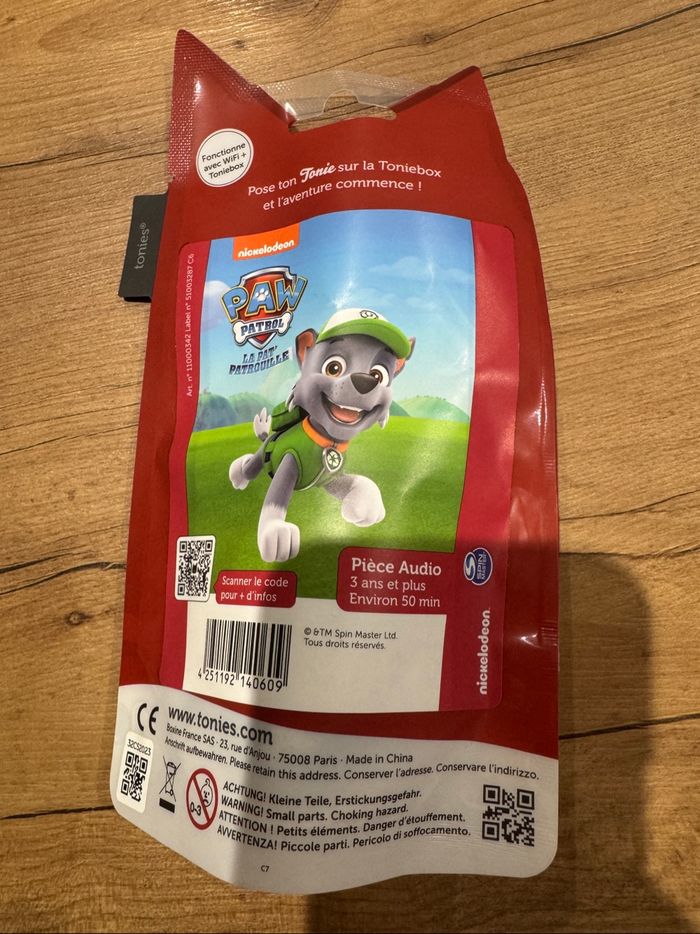 Fonctionne
avec WiFi +
Toniebox
Pose ton Tonie sur la Toniebox
et l'aventure commence !
tonies®
nickelodeon
PAW
PATROL
LA PAT'
PATROUILLE
Art. n° 11000342 Label n° 51003287 C6
Scanner le code
pour + d'infos
Pièce Audio
3 ans et plus
Environ 50 min
SPIN MASTER
nickelodeon
© &TM Spin Master Ltd.
Tous droits réservés.
4 251192 140609
CE
www.tonies.com
Boxine France SAS · 23, rue d'Anjou · 75008 Paris · Made in China
Anschrift aufbewahren. Please retain this address. Conserver l'adresse. Conservare l'indirizzo.
32CS2023
0-3
ACHTUNG! Kleine Teile, Erstickungsgefahr.
WARNING! Small parts. Choking hazard.
ATTENTION ! Petits éléments. Danger d'étouffement.
AVVERTENZA! Piccole parti. Pericolo di soffocamento.
C7